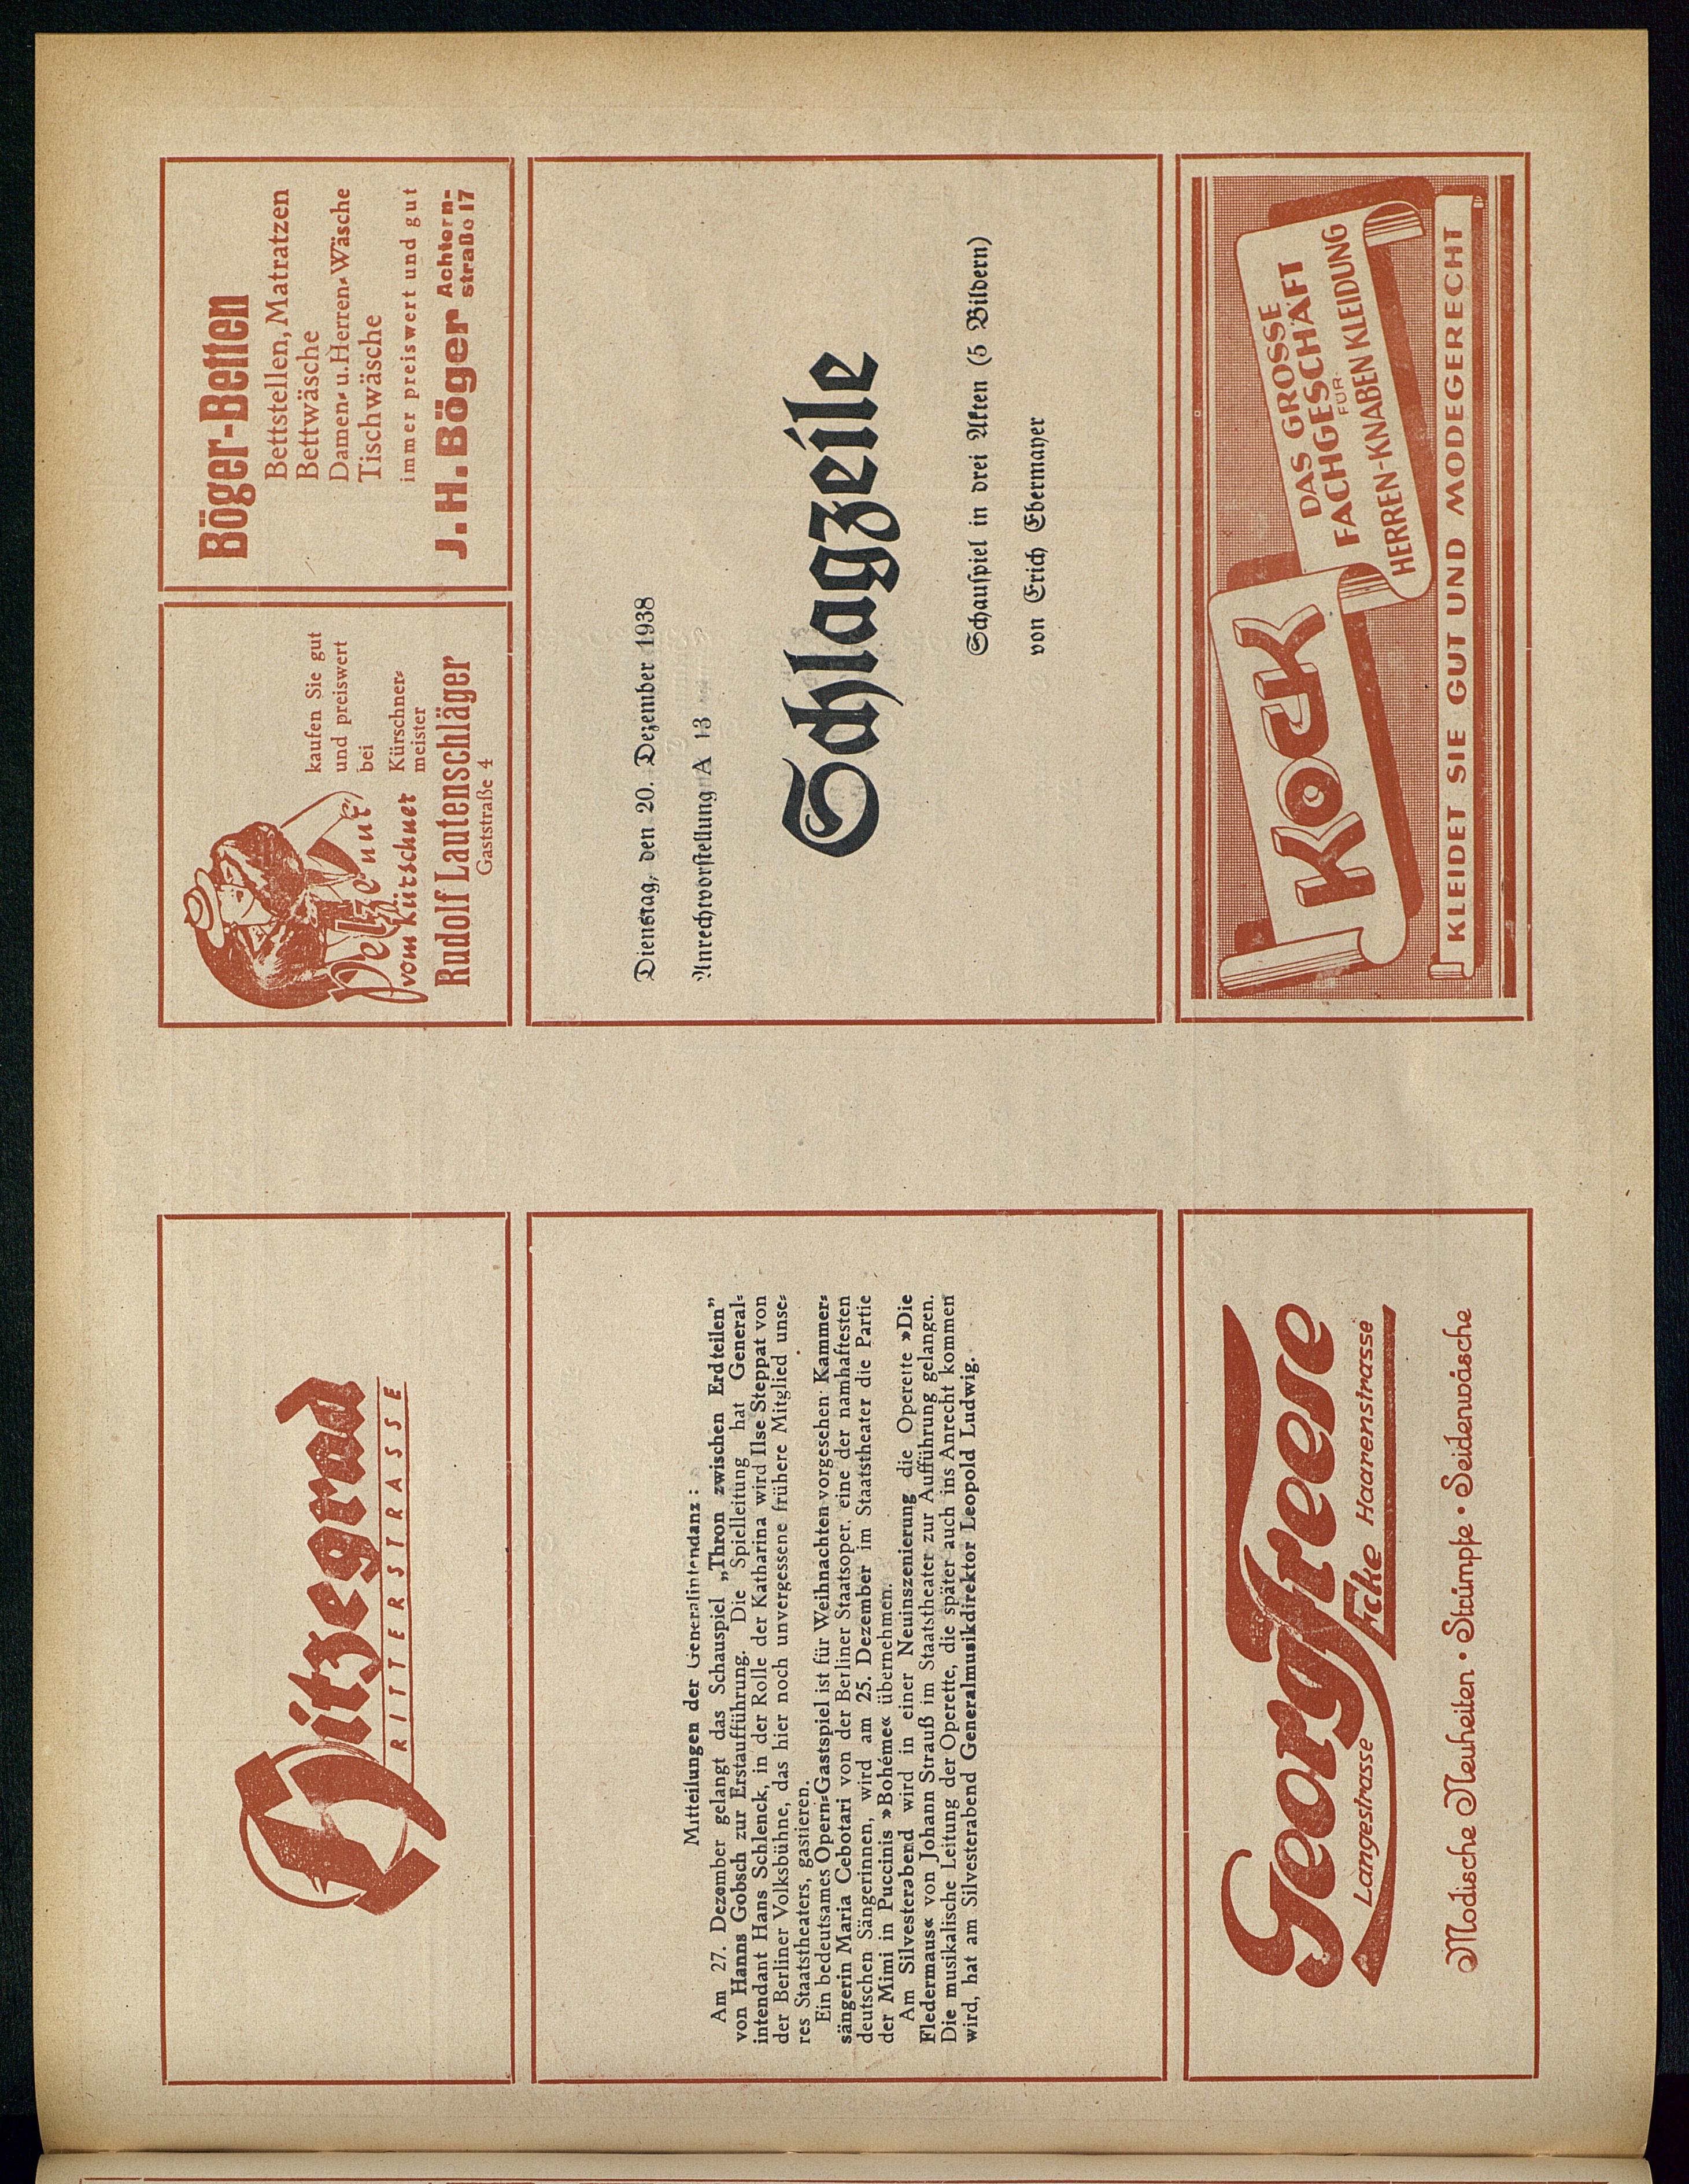 Hitzegrad
RITTERSTRASSE
Mitteilungen der Generalintendanz:
Am 27. Dezember gelangt das Schauspiel „Thron zwischen Erdteilen”
von Hanns Gobsch zur Erstaufführung. Die Spielleitung hat General-
intendant Hans Schlenck, in der Rolle der Katharina wird Ilse Steppat von
der Berliner Volksbühne, das hier noch unvergessene frühere Mitglied unse-
res Staatstheaters, gastieren.
Ein bedeutsames Opern-Gastspiel ist für Weihnachten vorgesehen: Kammer-
sängerin Maria Cebotari von der Berliner Staatsoper, eine der namhaftesten
deutschen Sängerinnen, wird am 25. Dezember im Staatstheater die Partie
der Mimi in Puccinis »Bohéme« übernehmen.
Am Silvesterabend wird in einer Neuinszenierung die Operette »Die
Fledermaus« von Johann Strauß im Staatstheater zur Aufführung gelangen.
Die musikalische Leitung der Operette, die später auch ins Anrecht kommen
wird, hat am Silvesterabend Generalmusikdirektor Leopold Ludwig.
Georg Freese
Langestrasse Ecke Haarenstrasse
Modische Neuheiten • Strümpfe • Seidenwäsche
Pelze nur
vom Kürschner
kaufen Sie gut
und preiswert
bei
Kürschner-
meister
Rudolf Lautenschläger
Gaststraße 4
Böger-Betten
Bettstellen, Matratzen
Bettwäsche
Damen- u. Herren-Wäsche
Tischwäsche
immer preiswert und gut
J. H. Böger Achtern-
straße 17
Dienstag, den 20. Dezember 1938
Anrechtvorstellung A 13
Schlagzeile
Schauspiel in drei Akten (5 Bildern)
von Erich Ebermayer
KOCK
DAS GROSSE
FACHGESCHÄFT
FÜR
HERREN-KNABEN KLEIDUNG
KLEIDET SIE GUT UND MODEGERECHT